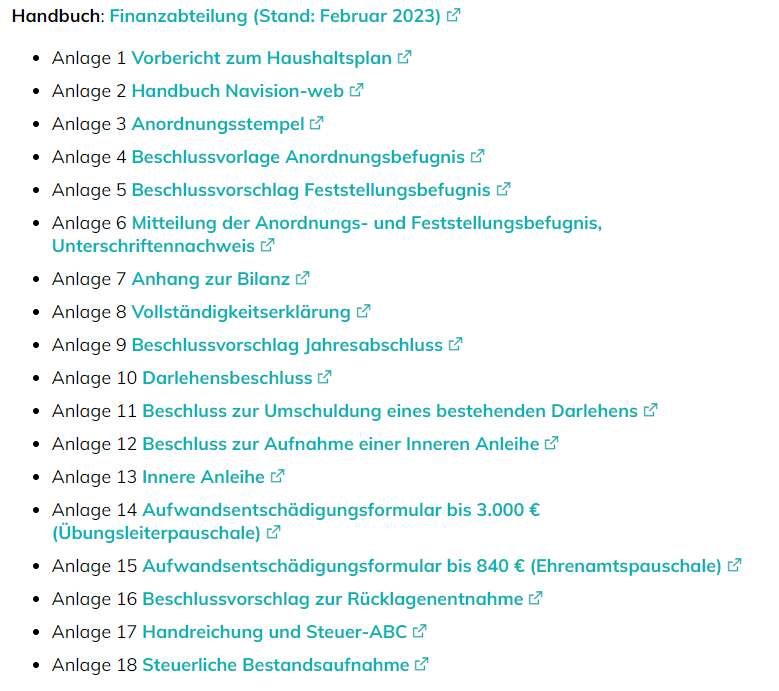 Handbuch: Finanzabteilung (Stand: Februar 2023)
Anlage 1 Vorbericht zum Haushaltsplan
Anlage 2 Handbuch Navision-web
Anlage 3 Anordnungsstempel
Anlage 4 Beschlussvorlage Anordnungsbefugnis
Anlage 5 Beschlussvorschlag Feststellungsbefugnis
Anlage 6 Mitteilung der Anordnungs- und Feststellungsbefugnis,
Unterschriftennachweis
Anlage 7 Anhang zur Bilanz
Anlage 8 Vollständigkeitserklärung
Anlage 9 Beschlussvorschlag Jahresabschluss
Anlage 10 Darlehensbeschluss
Anlage 11 Beschluss zur Umschuldung eines bestehenden Darlehens
Anlage 12 Beschluss zur Aufnahme einer Inneren Anleihe
Anlage 13 Innere Anleihe
Anlage 14 Aufwandsentschädigungsformular bis 3.000 €
(Übungsleiterpauschale)
Anlage 15 Aufwandsentschädigungsformular bis 840 € (Ehrenamtspauschale)
Anlage 16 Beschlussvorschlag zur Rücklagenentnahme
Anlage 17 Handreichung und Steuer-ABC
Anlage 18 Steuerliche Bestandsaufnahme